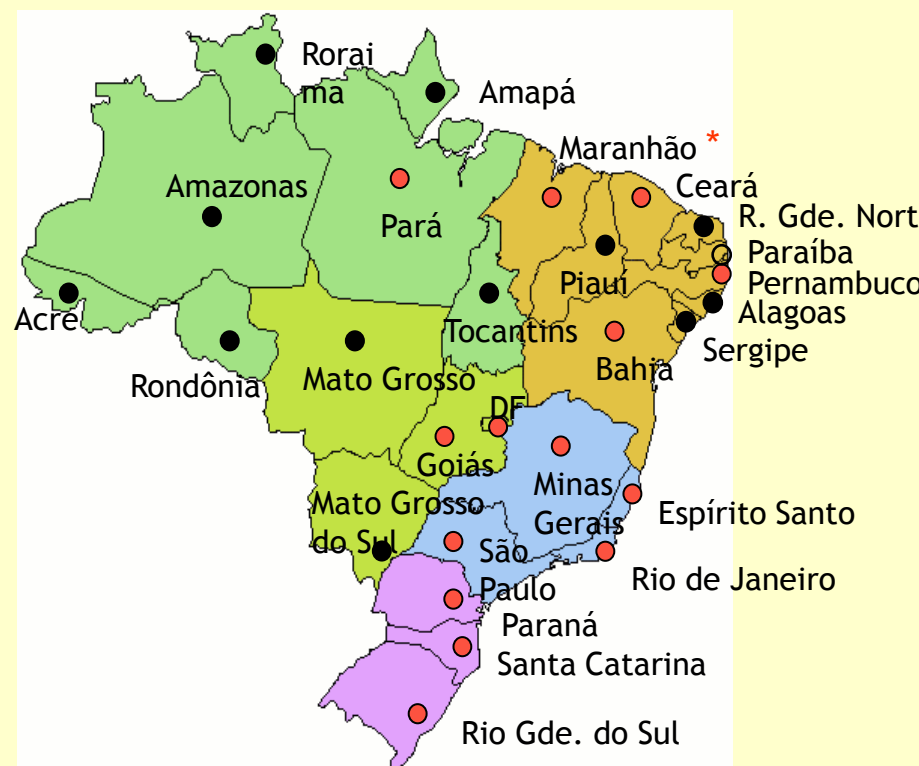 Rorai
ma
Amapá
Maranhão *
Ceará
Amazonas
R. Gde. Nort
Pará
Paraíba
Piauí
Pernambuco
Alagoas
Acre
Tocantins
Sergipe
Rondônia
Mato Grosso
Bahia
DF
Goiás
Minas
Gerais
Mato Grosso
do Sul
Espírito Santo
São
Paulo
Rio de Janeiro
Paraná
Santa Catarina
Rio Gde. do Sul